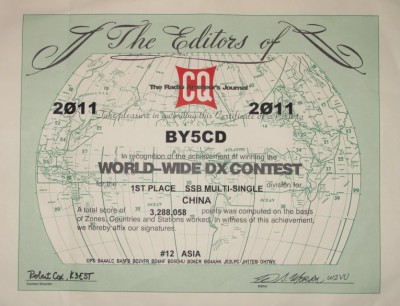 The Editors of
CQ
The Radio Amateur's Journal
2011 2011
Take pleasure in awarding this Certificate of
BY5CD
In recognition of the achievement of winning the
WORLD-WIDE DX CONTEST
for the 1ST PLACE SSB MULTI-SINGLE division for
CHINA
A total score of 3,288,058 points was computed on the basis
of Zones, Countries and Stations worked, in witness of this achievement,
we hereby affix our signatures.
#12 ASIA
Robert Cox, K3EST
W2VU